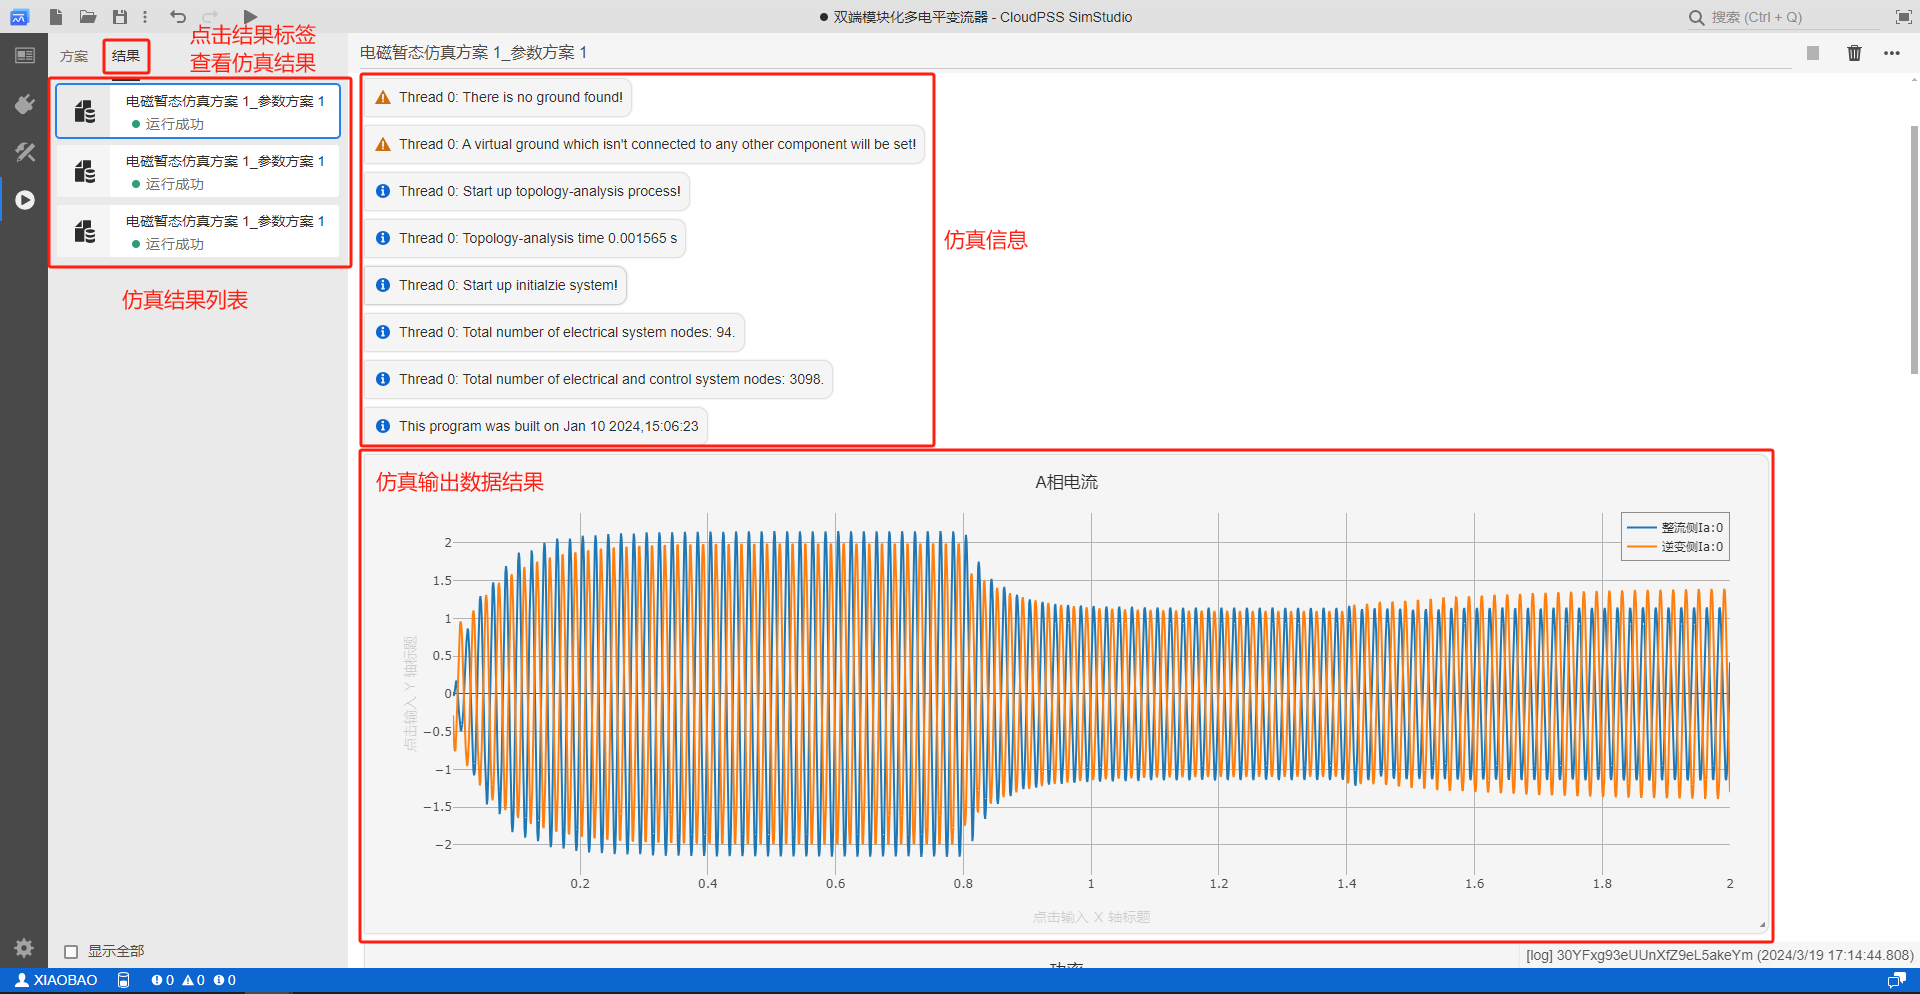 双端模块化多电平变流器 - CloudPSS SimStudio
搜索 (Ctrl + Q)
方案
结果
点击结果标签
查看仿真结果
电磁暂态仿真方案 1_参数方案 1
运行成功
电磁暂态仿真方案 1_参数方案 1
运行成功
电磁暂态仿真方案 1_参数方案 1
运行成功
仿真结果列表
显示全部
电磁暂态仿真方案 1_参数方案 1
Thread 0: There is no ground found!
Thread 0: A virtual ground which isn't connected to any other component will be set!
Thread 0: Start up topology-analysis process!
Thread 0: Topology-analysis time 0.001565 s
Thread 0: Start up initialzie system!
Thread 0: Total number of electrical system nodes: 94.
Thread 0: Total number of electrical and control system nodes: 3098.
This program was built on Jan 10 2024,15:06:23
仿真信息
仿真输出数据结果
A相电流
整流侧Ia:0
逆变侧Ia:0
点击输入 Y 轴标题
2
1.5
1
0.5
0
−0.5
−1
−1.5
−2
0.2
0.4
0.6
0.8
1
1.2
1.4
1.6
1.8
2
点击输入 X 轴标题
功率
[log] 30YFxg93eUUnXfZ9eL5akeYm (2024/3/19 17:14:44.808)
XIAOBAO
0
0
0